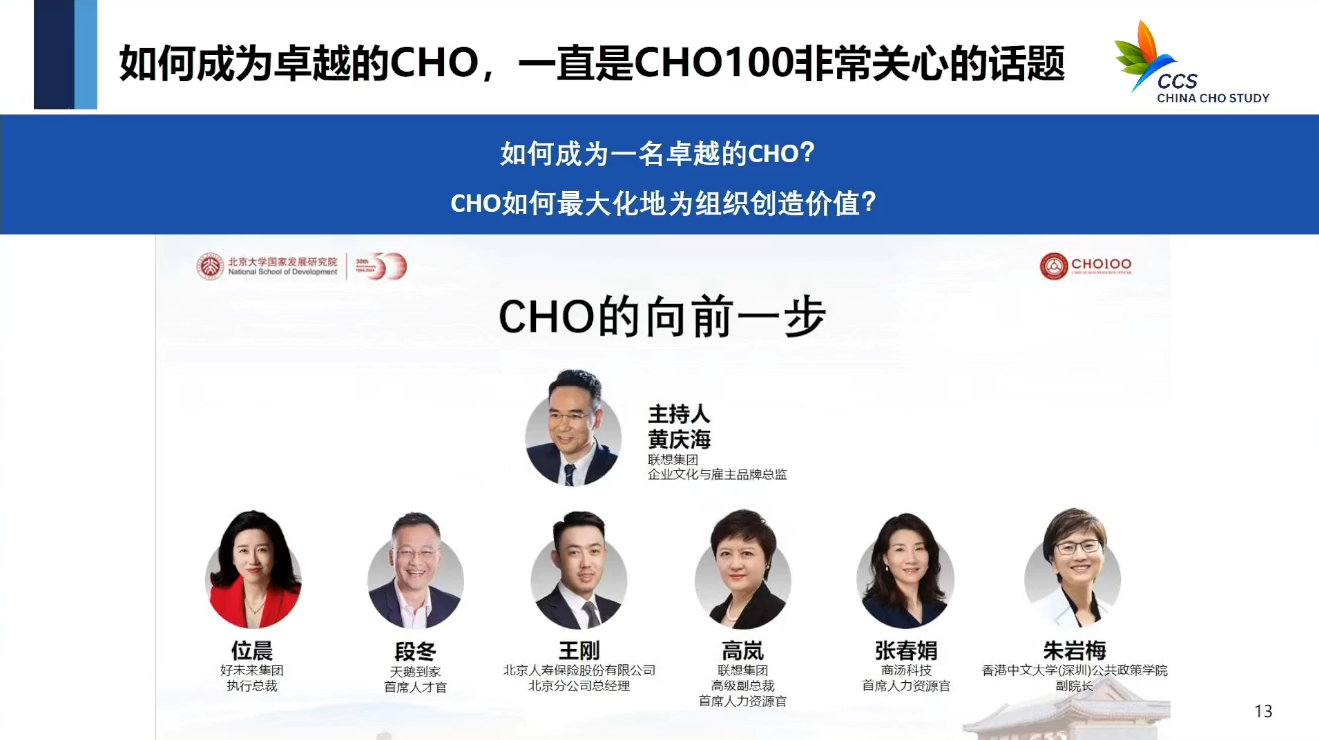 如何成为卓越的CHO，一直是CHO100非常关心的话题
CCS
CHINA CHO STUDY
如何成为一名卓越的CHO？
CHO如何最大化地为组织创造价值？
北京大学国家发展研究院
National School of Development
30th
CHO100
CHO的向前一步
主持人
黄庆海
联想集团
企业文化与雇主品牌总监
位晨
好未来集团
执行总裁
段冬
天鹅到家
首席人才官
王刚
北京人寿保险股份有限公司
北京分公司总经理
高岚
联想集团
高级副总裁
首席人力资源官
张春娟
商汤科技
首席人力资源官
朱岩梅
香港中文大学(深圳)公共政策学院
副院长
13